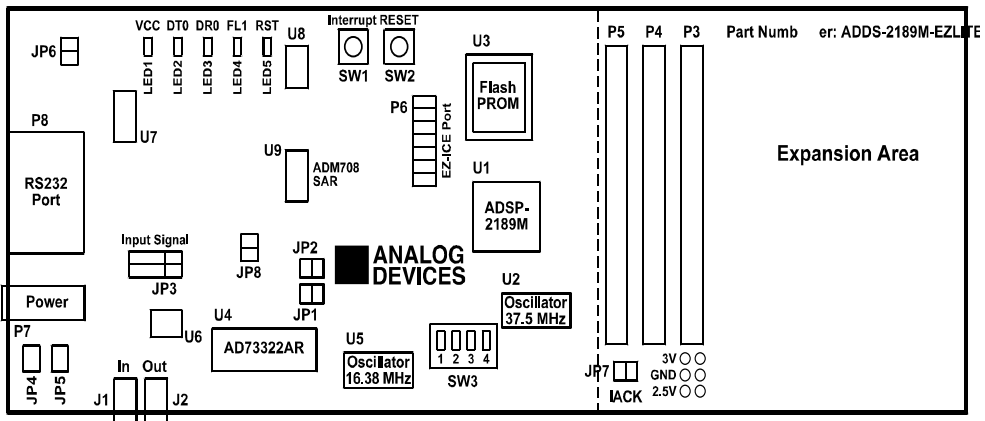 VCC DT0 DR0 FL1 RST
LED1 LED2 LED3 LED4 LED5
JP6
U8
Interrupt RESET
SW1 SW2
U3
Flash
PROM
P5 P4 P3
Part Numb er: ADDS-2189M-EZLITE
P8
RS232
Port
U7
P6
EZ-ICE Port
U9
ADM708
SAR
U1
ADSP-
2189M
Expansion Area
Input Signal
JP3
JP8
JP2
JP1
ANALOG
DEVICES
Power
P7
U6
U4
AD73322AR
U5
Oscillator
16.38 MHz
U2
Oscillator
37.5 MHz
1 2 3 4
SW3
JP4 JP5
In Out
J1 J2
JP7
IACK
3V
GND
2.5V